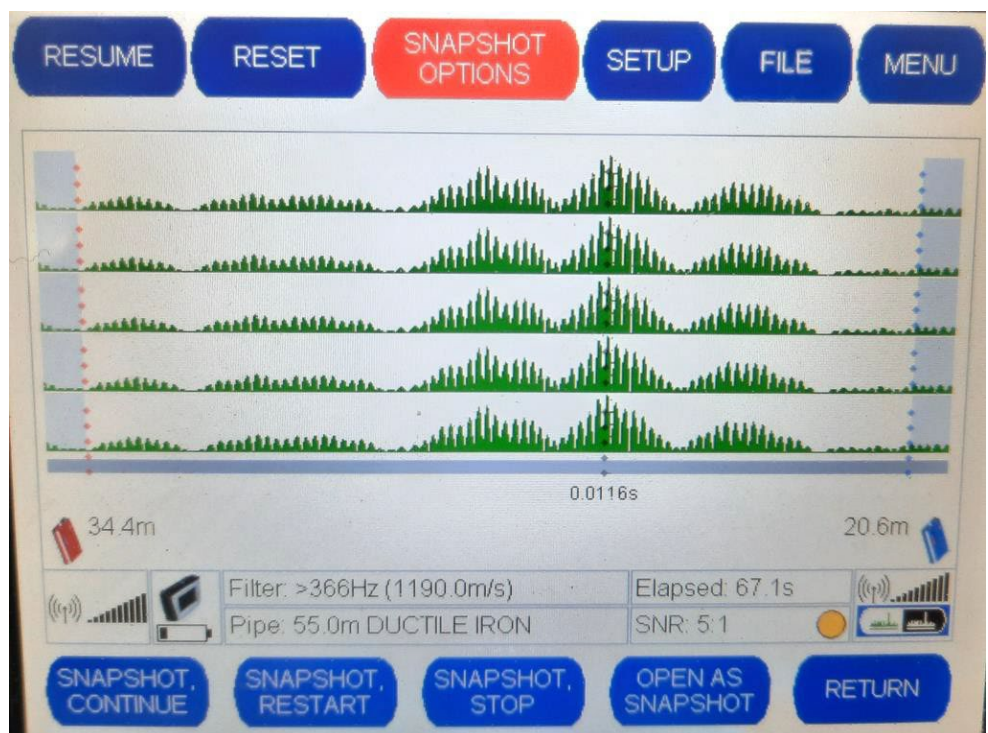 RESUME
RESET
SNAPSHOT
OPTIONS
SETUP
FILE
MENU
0.0116s
34.4m
20.6m
Filter: >366Hz (1190.0m/s)
Elapsed: 67.1s
Pipe: 55.0m DUCTILE IRON
SNR: 5:1
SNAPSHOT,
CONTINUE
SNAPSHOT,
RESTART
SNAPSHOT,
STOP
OPEN AS
SNAPSHOT
RETURN